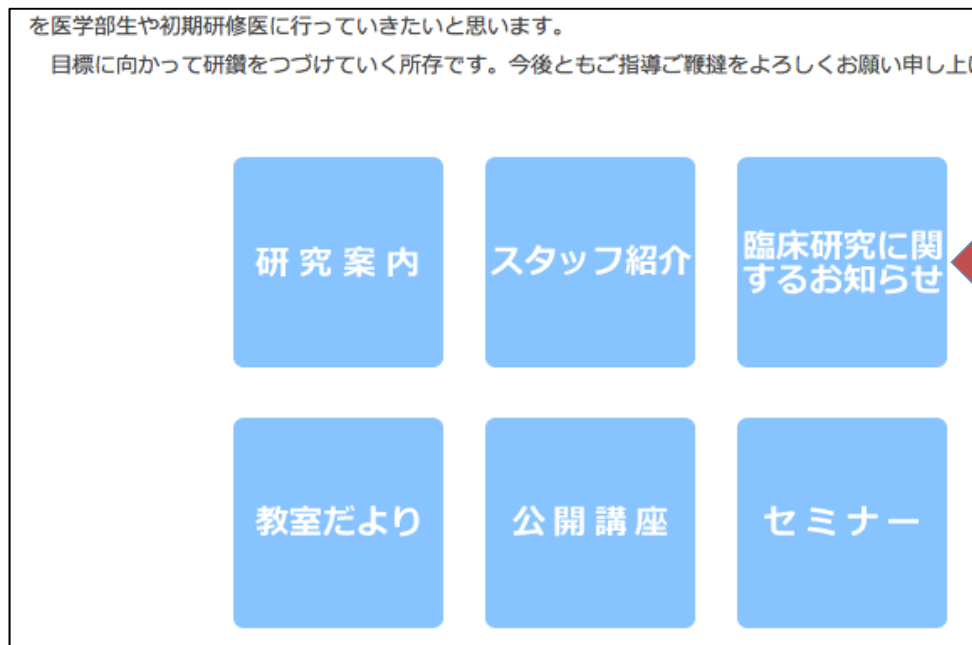 を医学部生や初期研修医に行っていきたいと思います。
目標に向かって研鑽をつづけていく所存です。今後ともご指導ご鞭撻をよろしくお願い申し上
研究案内
スタッフ紹介
臨床研究に関
するお知らせ
教室だより
公開講座
セミナー